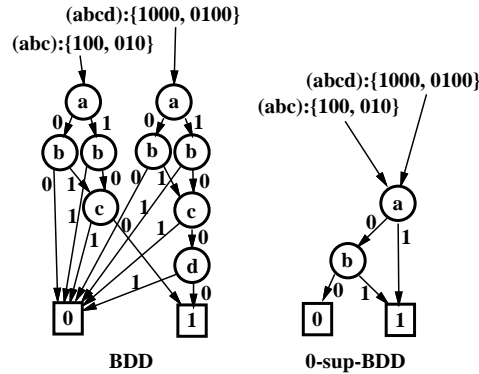 (abcd):{1000, 0100}
(abc):{100, 010}
a a
0 1 0 1
b b b b
0 1 0 0 1 0
c c
1 1 1
1 0 1 0
d
1 0
0 1
BDD
(abcd):{1000, 0100}
(abc):{100, 010}
a
0 1
b
0 1
0 1
0-sup-BDD